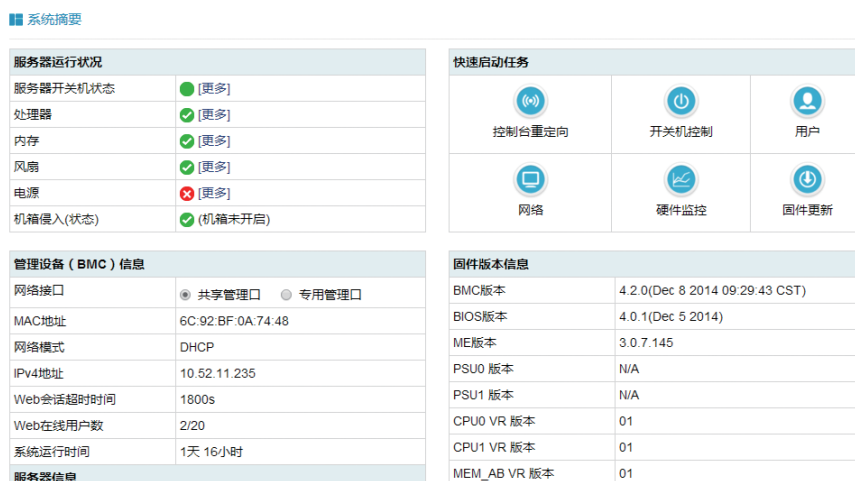 系统摘要
服务器运行状况
服务器开关机状态 [更多]
处理器 [更多]
内存 [更多]
风扇 [更多]
电源 [更多]
机箱侵入(状态) (机箱未开启)
快速启动任务
控制台重定向 开关机控制 用户
网络 硬件监控 固件更新
管理设备（BMC）信息
网络接口 共享管理口 专用管理口
MAC地址 6C:92:BF:0A:74:48
网络模式 DHCP
IPv4地址 10.52.11.235
Web会话超时时间 1800s
Web在线用户数 2/20
系统运行时间 1天 16小时
服务器信息
固件版本信息
BMC版本 4.2.0(Dec 8 2014 09:29:43 CST)
BIOS版本 4.0.1(Dec 5 2014)
ME版本 3.0.7.145
PSU0 版本 N/A
PSU1 版本 N/A
CPU0 VR 版本 01
CPU1 VR 版本 01
MEM_AB VR 版本 01